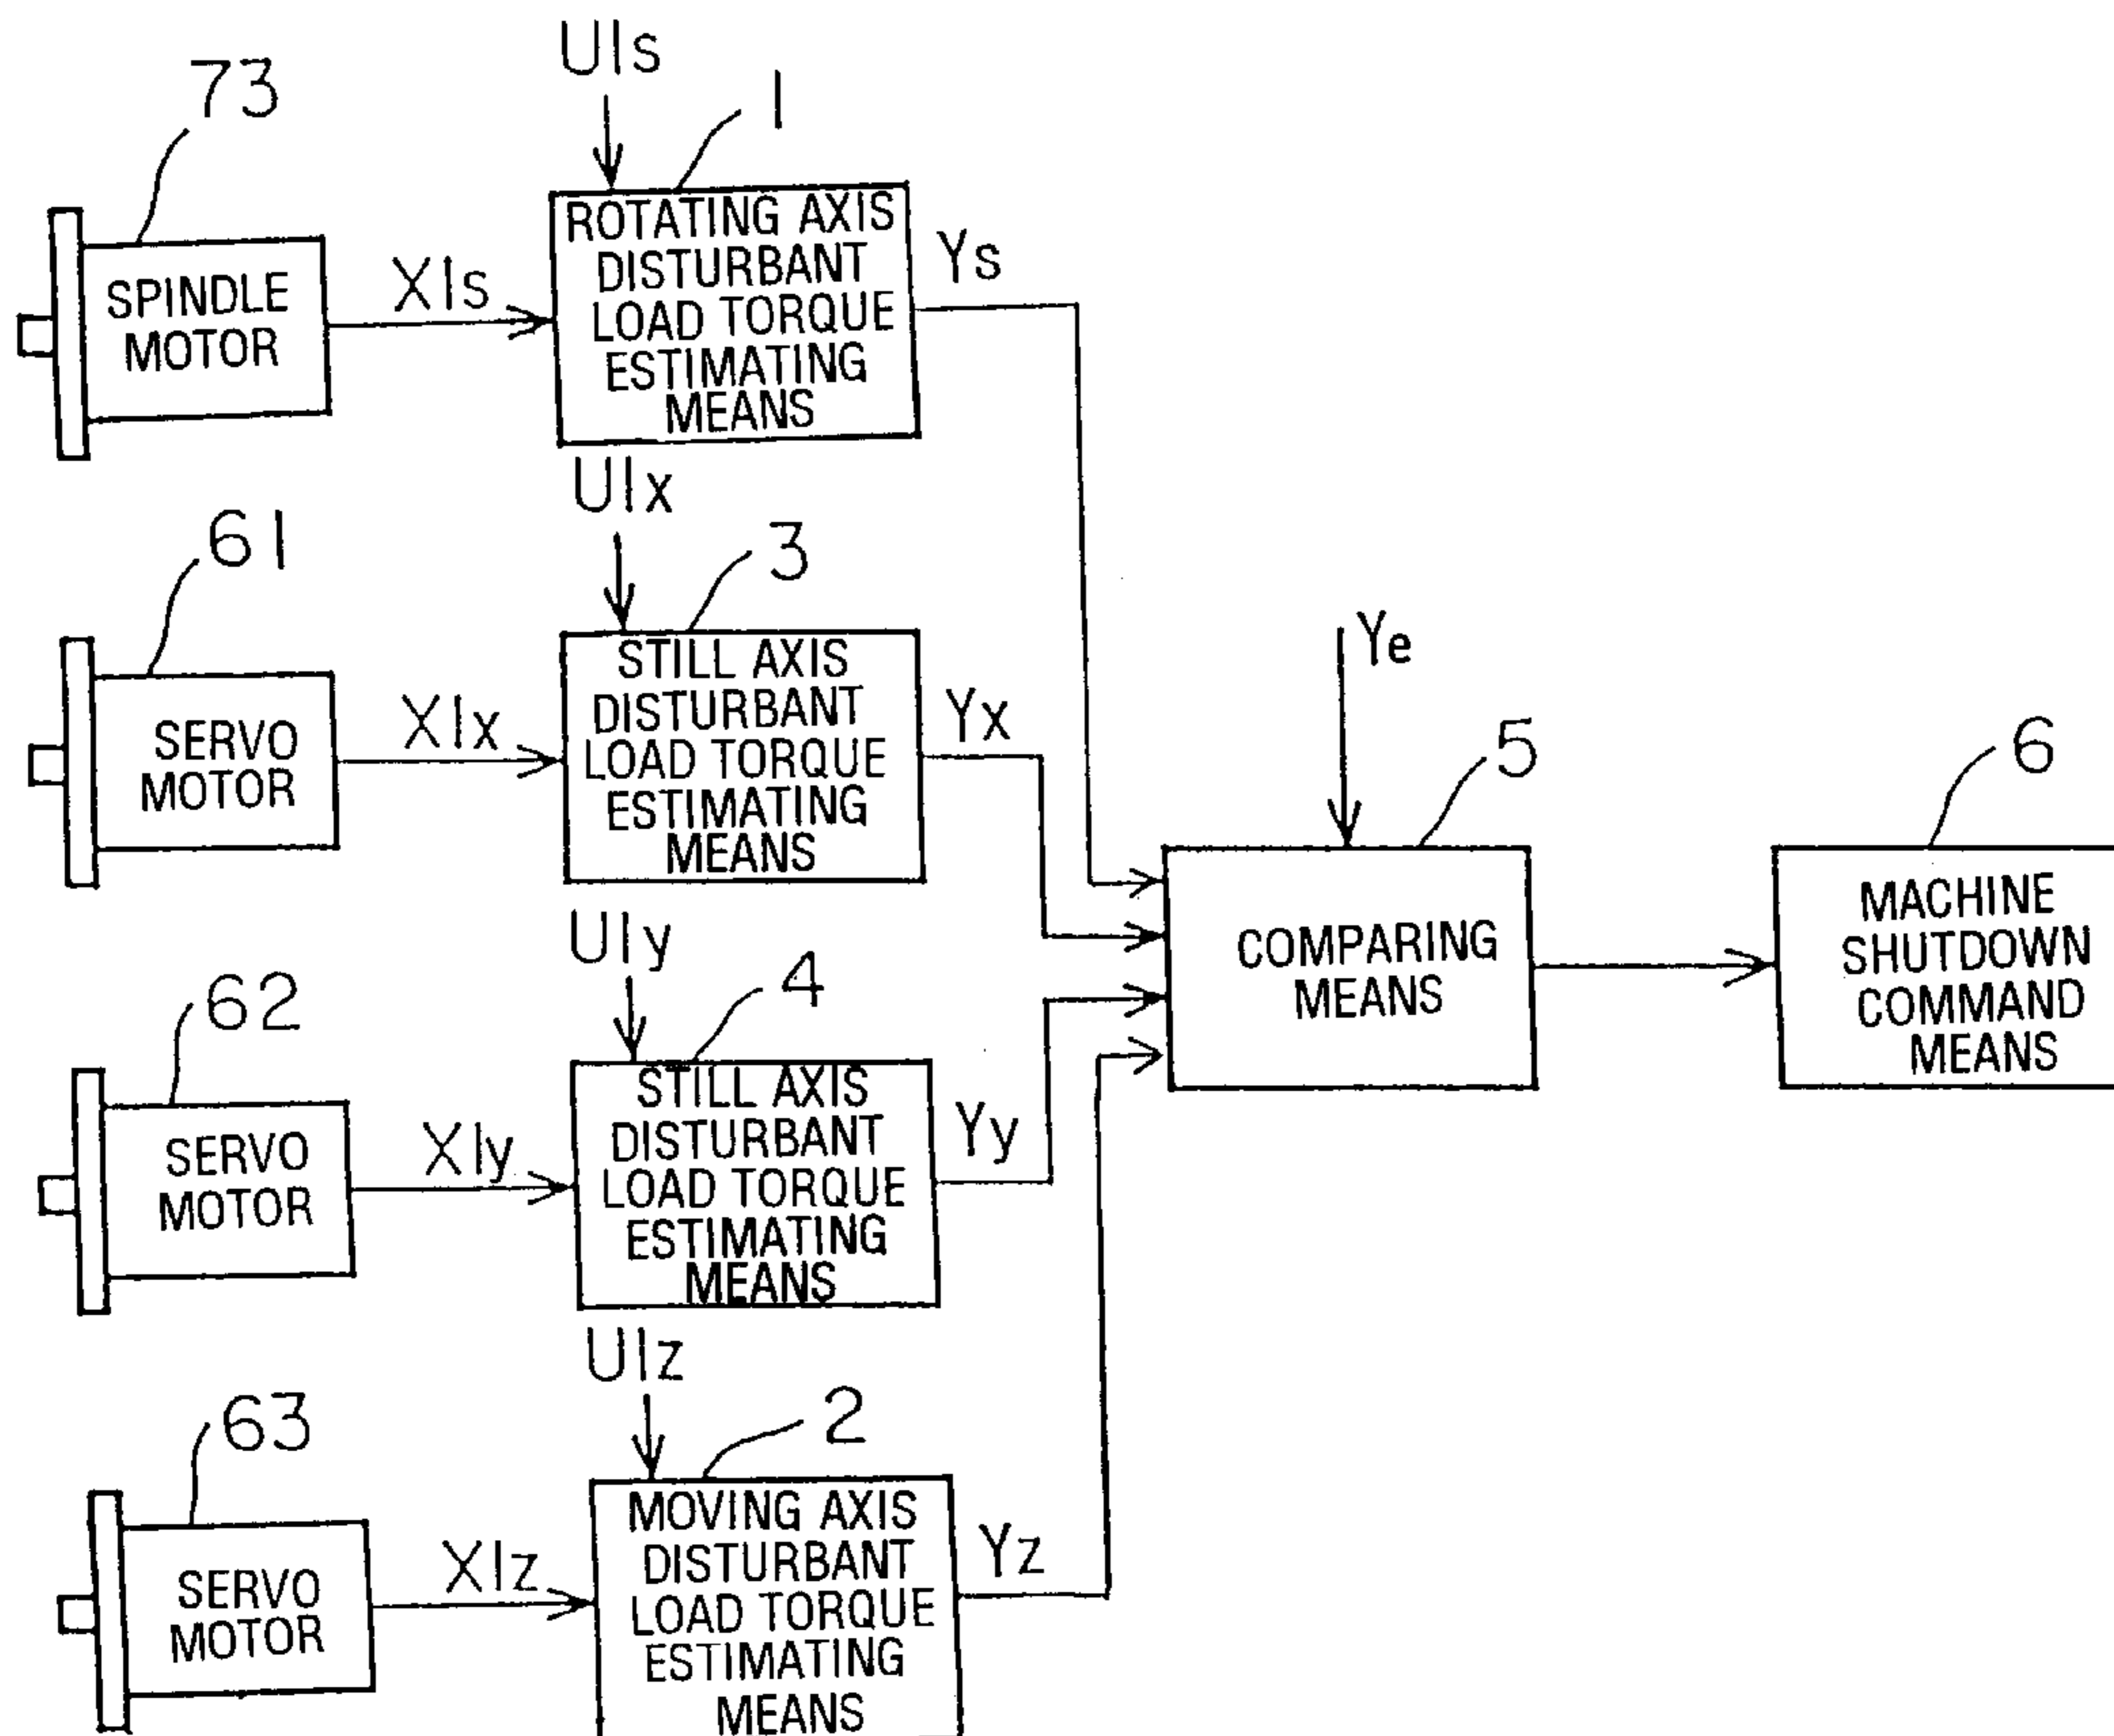 UIs
73
1
ROTATING AXIS
DISTURBANT
LOAD TORQUE
ESTIMATING
MEANS
SPINDLE
MOTOR
XIs
Ys
UIx
61
3
STILL AXIS
DISTURBANT
LOAD TORQUE
ESTIMATING
MEANS
SERVO
MOTOR
XIx
Yx
Ye
5
6
COMPARING
MEANS
MACHINE
SHUTDOWN
COMMAND
MEANS
UIy
62
4
STILL AXIS
DISTURBANT
LOAD TORQUE
ESTIMATING
MEANS
SERVO
MOTOR
XIy
Yy
UIz
63
2
MOVING AXIS
DISTURBANT
LOAD TORQUE
ESTIMATING
MEANS
SERVO
MOTOR
XIz
Yz